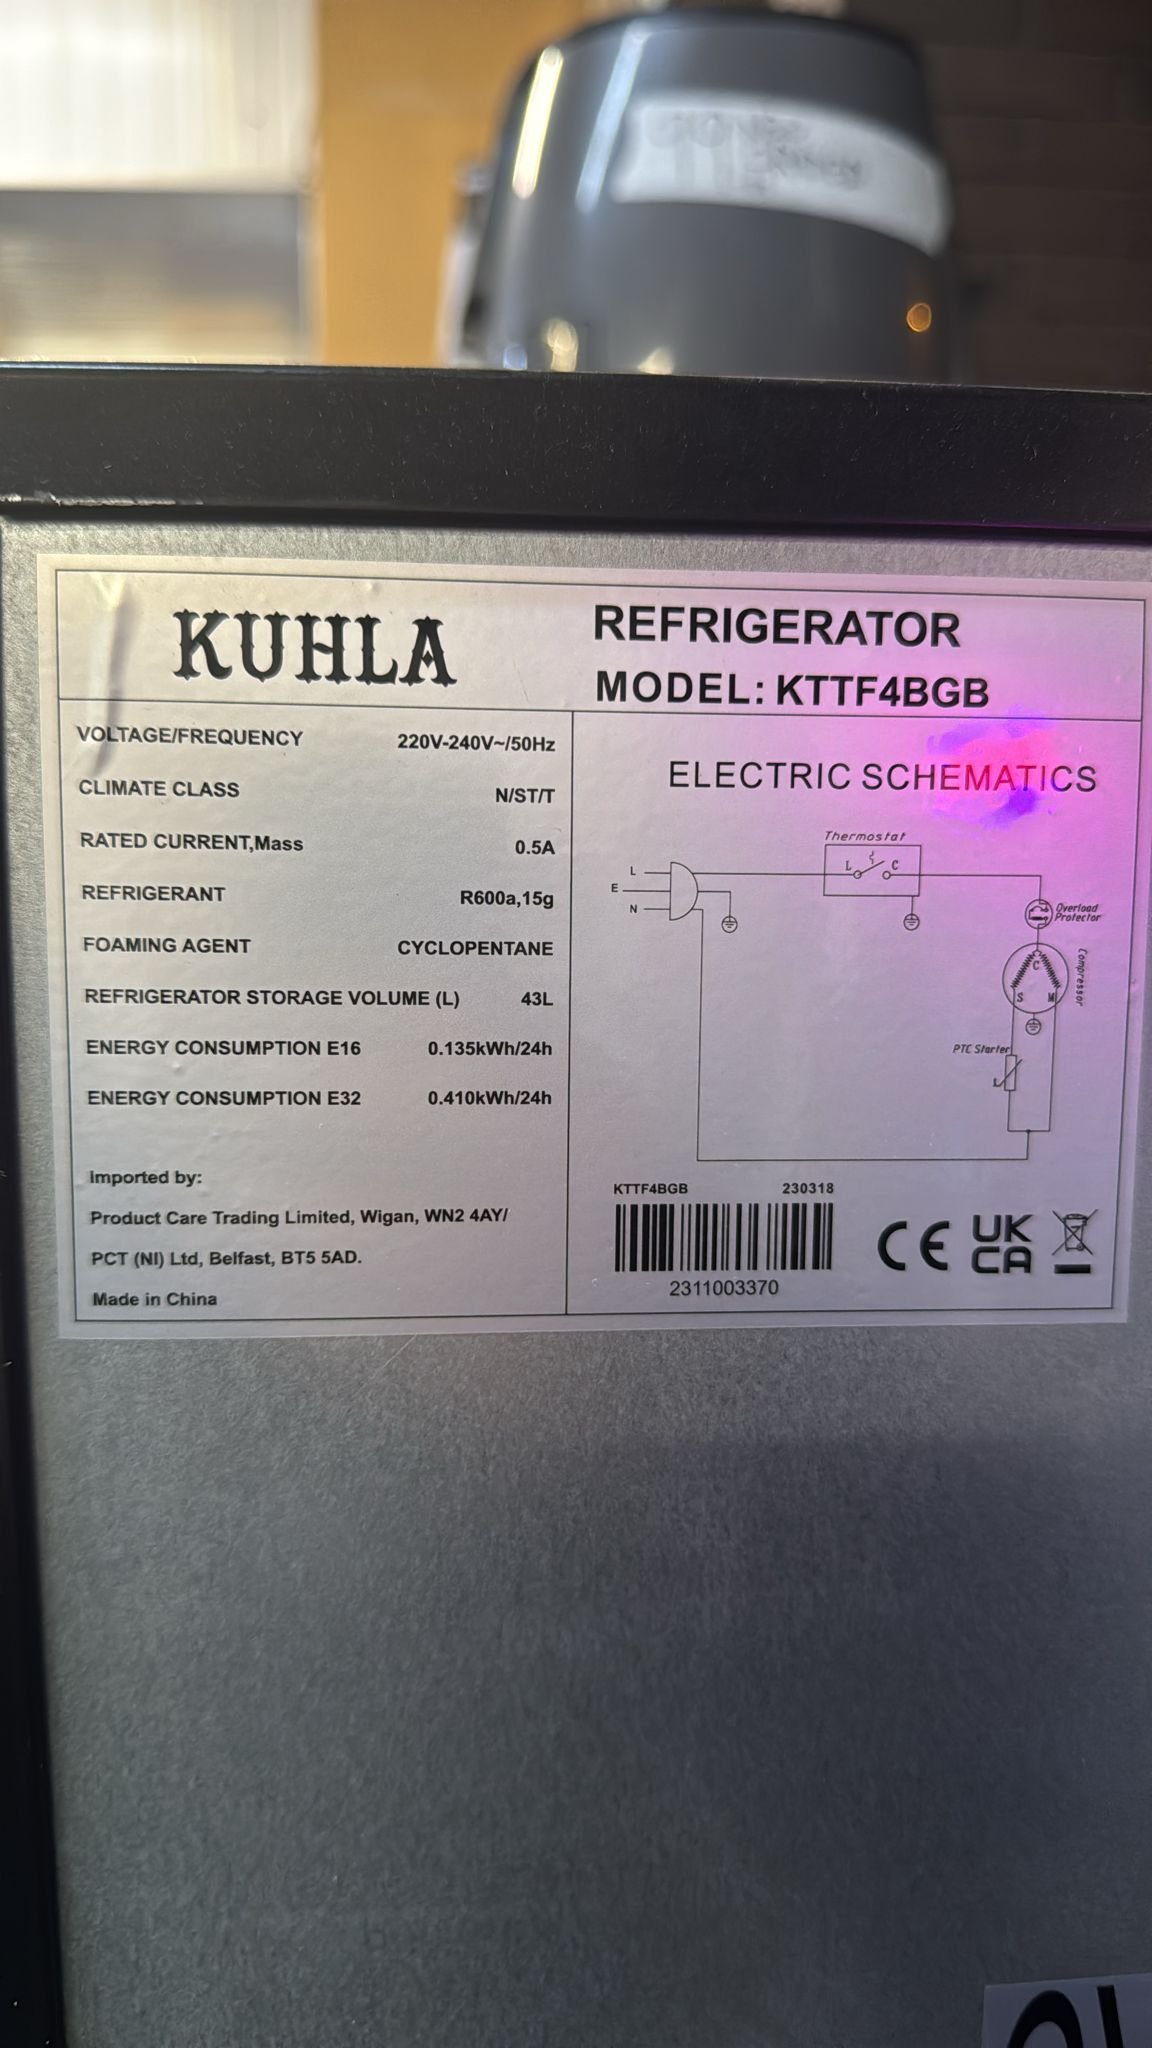 KUHLA
REFRIGERATOR
MODEL: KTTF4BGB
VOLTAGE/FREQUENCY 220V-240V~/50Hz
CLIMATE CLASS N/ST/T
RATED CURRENT,Mass 0.5A
REFRIGERANT R600a,15g
FOAMING AGENT CYCLOPENTANE
REFRIGERATOR STORAGE VOLUME (L) 43L
ENERGY CONSUMPTION E16 0.135kWh/24h
ENERGY CONSUMPTION E32 0.410kWh/24h
Imported by:
Product Care Trading Limited, Wigan, WN2 4AY/
PCT (NI) Ltd, Belfast, BT5 5AD.
Made in China
ELECTRIC SCHEMATICS
Thermostat
L C
L
E
N
Overload
Protector
Compressor
C
S M
PTC Starter
KTTF4BGB 230318
2311003370
CE UK
CA